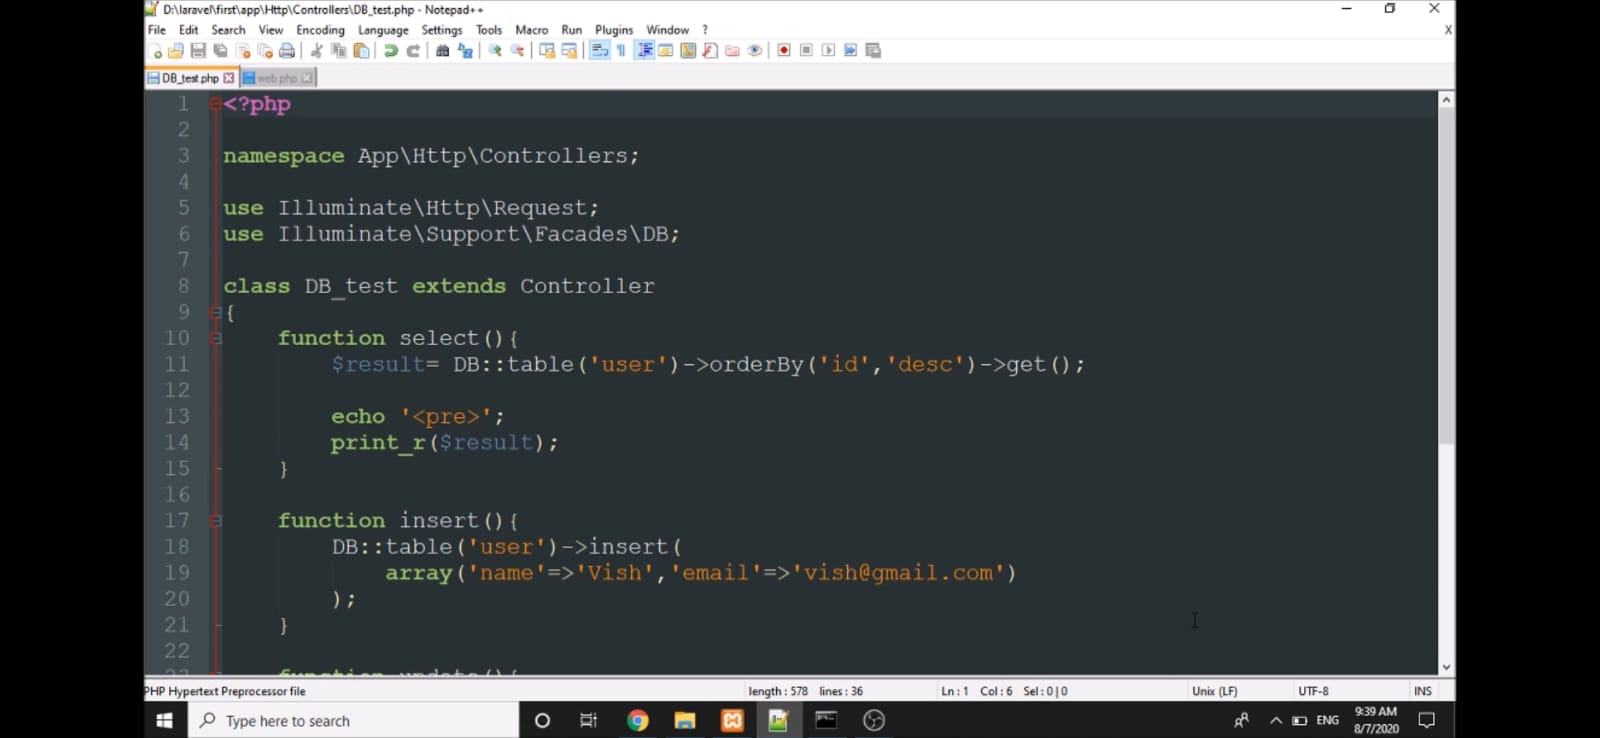 D:\laravel\first\app\Http\Controllers\DB_test.php - Notepad++
File Edit Search View Encoding Language Settings Tools Macro Run Plugins Window ? X
DB_test.php web.php
1 <?php
2
3 namespace App\Http\Controllers;
4
5 use Illuminate\Http\Request;
6 use Illuminate\Support\Facades\DB;
7
8 class DB_test extends Controller
9 {
10 function select(){
11 $result= DB::table('user')->orderBy('id','desc')->get();
12
13 echo '<pre>';
14 print_r($result);
15 }
16
17 function insert(){
18 DB::table('user')->insert(
19 array('name'=>'Vish','email'=>'vish@gmail.com')
20 );
21 }
22
23 function update(){
PHP Hypertext Preprocessor file length : 578 lines : 36 Ln : 1 Col : 6 Sel : 0 | 0 Unix (LF) UTF-8 INS
Type here to search ENG 9:39 AM
8/7/2020